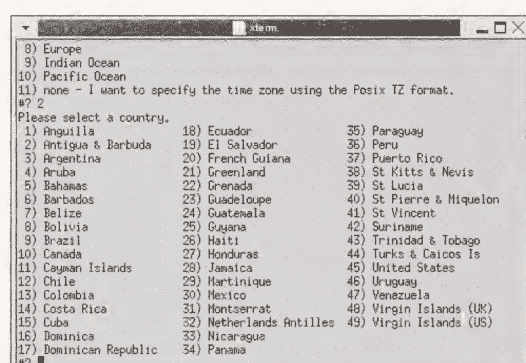 xterm
8) Europe
9) Indian Ocean
10) Pacific Ocean
11) none - I want to specify the time zone using the Posix TZ format.
#? 2
Please select a country.
1) Anguilla 18) Ecuador 35) Paraguay
2) Antigua & Barbuda 19) El Salvador 36) Peru
3) Argentina 20) French Guiana 37) Puerto Rico
4) Aruba 21) Greenland 38) St Kitts & Nevis
5) Bahamas 22) Grenada 39) St Lucia
6) Barbados 23) Guadeloupe 40) St Pierre & Miquelon
7) Belize 24) Guatemala 41) St Vincent
8) Bolivia 25) Guyana 42) Suriname
9) Brazil 26) Haiti 43) Trinidad & Tobago
10) Canada 27) Honduras 44) Turks & Caicos Is
11) Cayman Islands 28) Jamaica 45) United States
12) Chile 29) Martinique 46) Uruguay
13) Colombia 30) Mexico 47) Venezuela
14) Costa Rica 31) Montserrat 48) Virgin Islands (UK)
15) Cuba 32) Netherlands Antilles 49) Virgin Islands (US)
16) Dominica 33) Nicaragua
17) Dominican Republic 34) Panama
#?